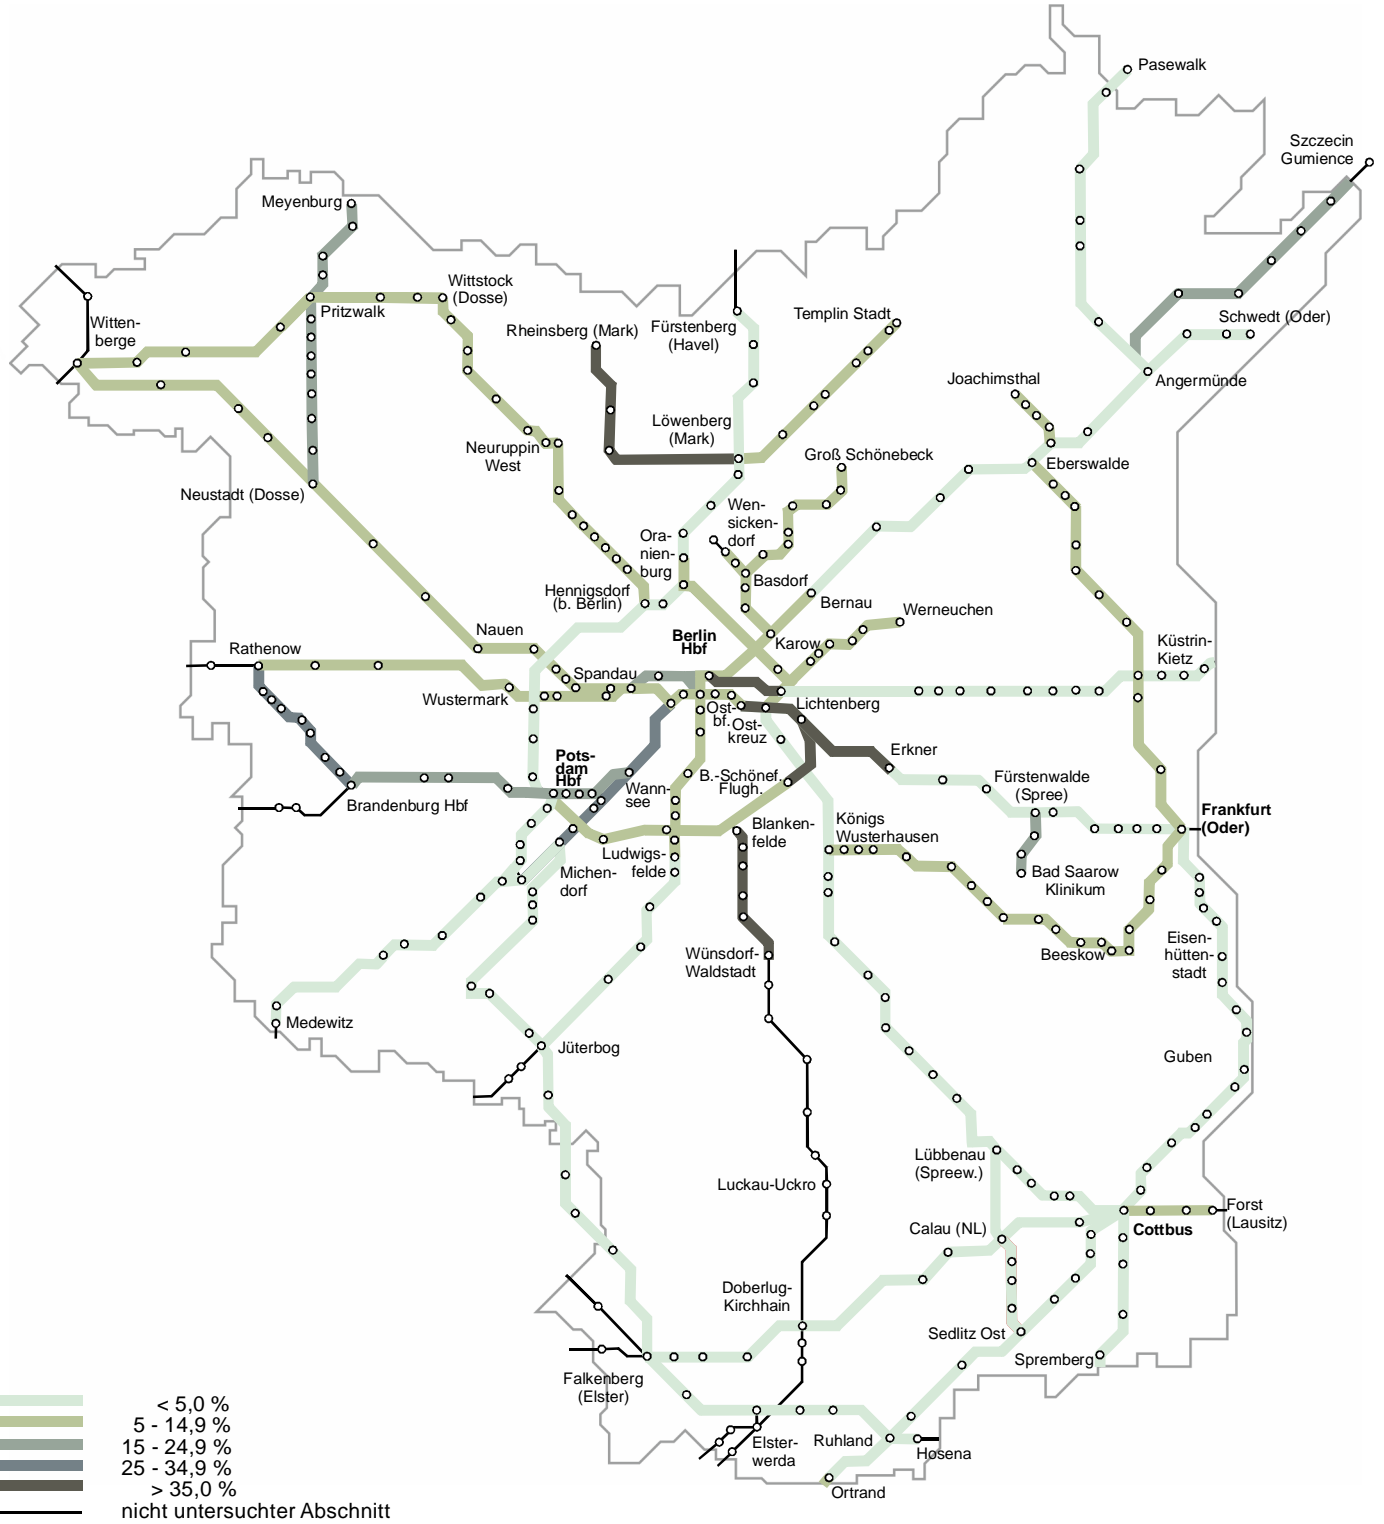 Pasewalk
Szczecin
Gumience
Meyenburg
Wittstock
(Dosse)
Pritzwalk
Witten-
berge
Rheinsberg (Mark)
Fürstenberg
(Havel)
Templin Stadt
Schwedt (Oder)
Angermünde
Joachimsthal
Löwenberg
(Mark)
Neuruppin
West
Groß Schönebeck
Eberswalde
Neustadt (Dosse)
Wen-
sicken-
dorf
Ora-
nien-
burg
Basdorf
Hennigsdorf
(b. Berlin)
Bernau
Werneuchen
Nauen
Berlin
Hbf
Karow
Küstrin-
Kietz
Rathenow
Spandau
Wustermark
Lichtenberg
Ost-
bf.
Ost-
kreuz
Erkner
Pots-
dam
Hbf
Wann-
see
B.-Schönef.
Flugh.
Fürstenwalde
(Spree)
Brandenburg Hbf
Frankfurt
(Oder)
Blanken-
felde
Königs
Wusterhausen
Ludwigs-
felde
Michen-
dorf
Bad Saarow
Klinikum
Wünsdorf-
Waldstadt
Beeskow
Eisen-
hütten-
stadt
Medewitz
Jüterbog
Guben
Lübbenau
(Spreew.)
Luckau-Uckro
Forst
(Lausitz)
Calau (NL)
Cottbus
Doberlug-
Kirchhain
Sedlitz Ost
Spremberg
Falkenberg
(Elster)
Elster-
werda
Ruhland
Hosena
Ortrand
< 5,0 %
5 - 14,9 %
15 - 24,9 %
25 - 34,9 %
> 35,0 %
nicht untersuchter Abschnitt